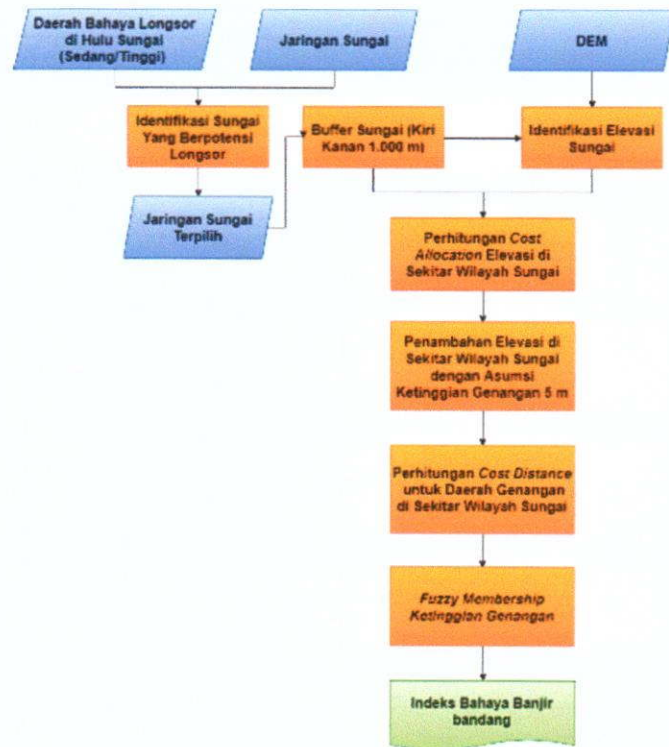 Daerah Bahaya Longsor
di Hulu Sungai
(Sedang/Tinggi)
Jaringan Sungai
DEM
Identifikasi Sungai
Yang Berpotensi
Longsor
Buffer Sungai (Kiri
Kanan 1.000 m)
Identifikasi Elevasi
Sungai
Jaringan Sungai
Terpilih
Perhitungan Cost
Allocation Elevasi di
Sekitar Wilayah Sungai
Penambahan Elevasi di
Sekitar Wilayah Sungai
dengan Asumsi
Ketinggian Genangan 5 m
Perhitungan Cost Distance
untuk Daerah Genangan
di Sekitar Wilayah Sungai
Fuzzy Membership
Ketinggian Genangan
Indeks Bahaya Banjir
bandang